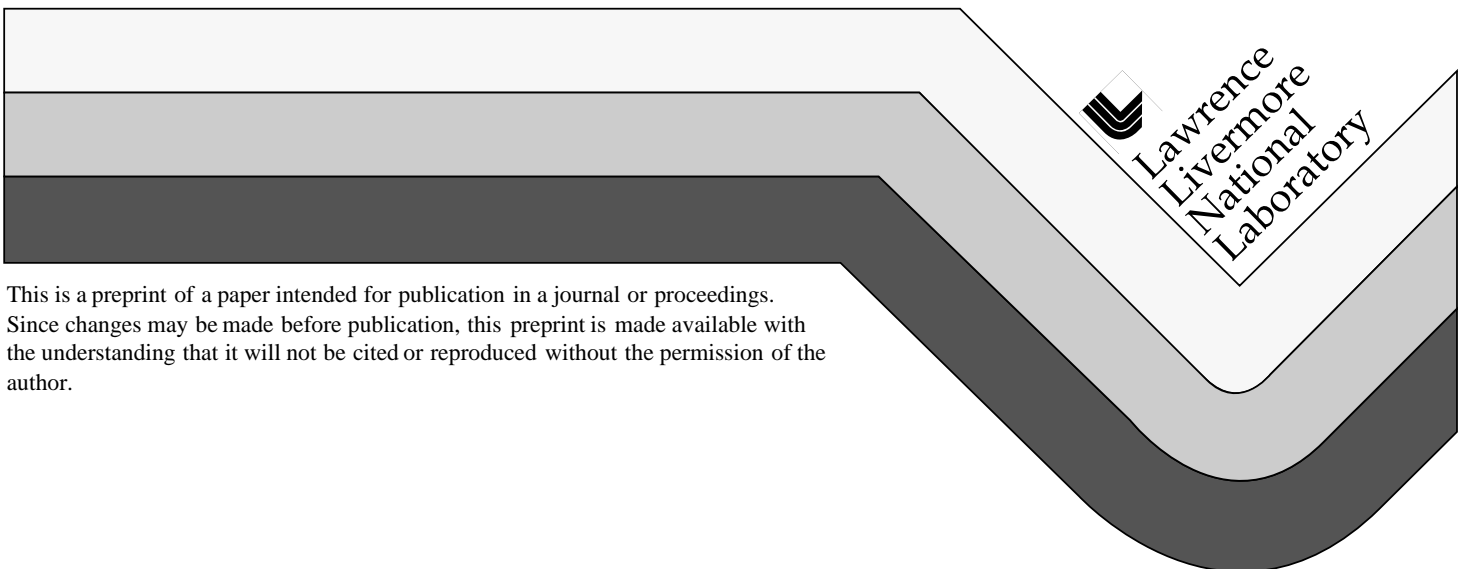 Lawrence
Livermore
National
Laboratory
This is a preprint of a paper intended for publication in a journal or proceedings.
Since changes may be made before publication, this preprint is made available with
the understanding that it will not be cited or reproduced without the permission of the
author.